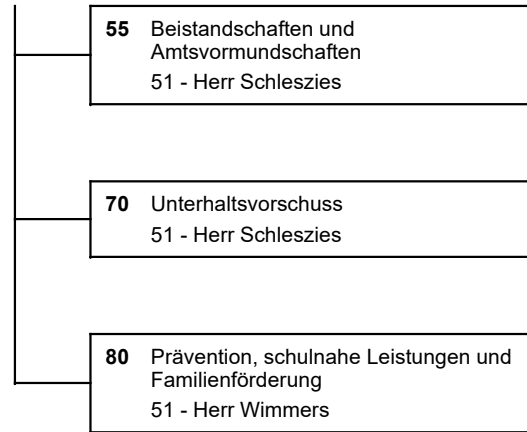 55 Beistandschaften und
Amtsvormundschaften
51 - Herr Schleszies
70 Unterhaltsvorschuss
51 - Herr Schleszies
80 Prävention, schulnahe Leistungen und
Familienförderung
51 - Herr Wimmers